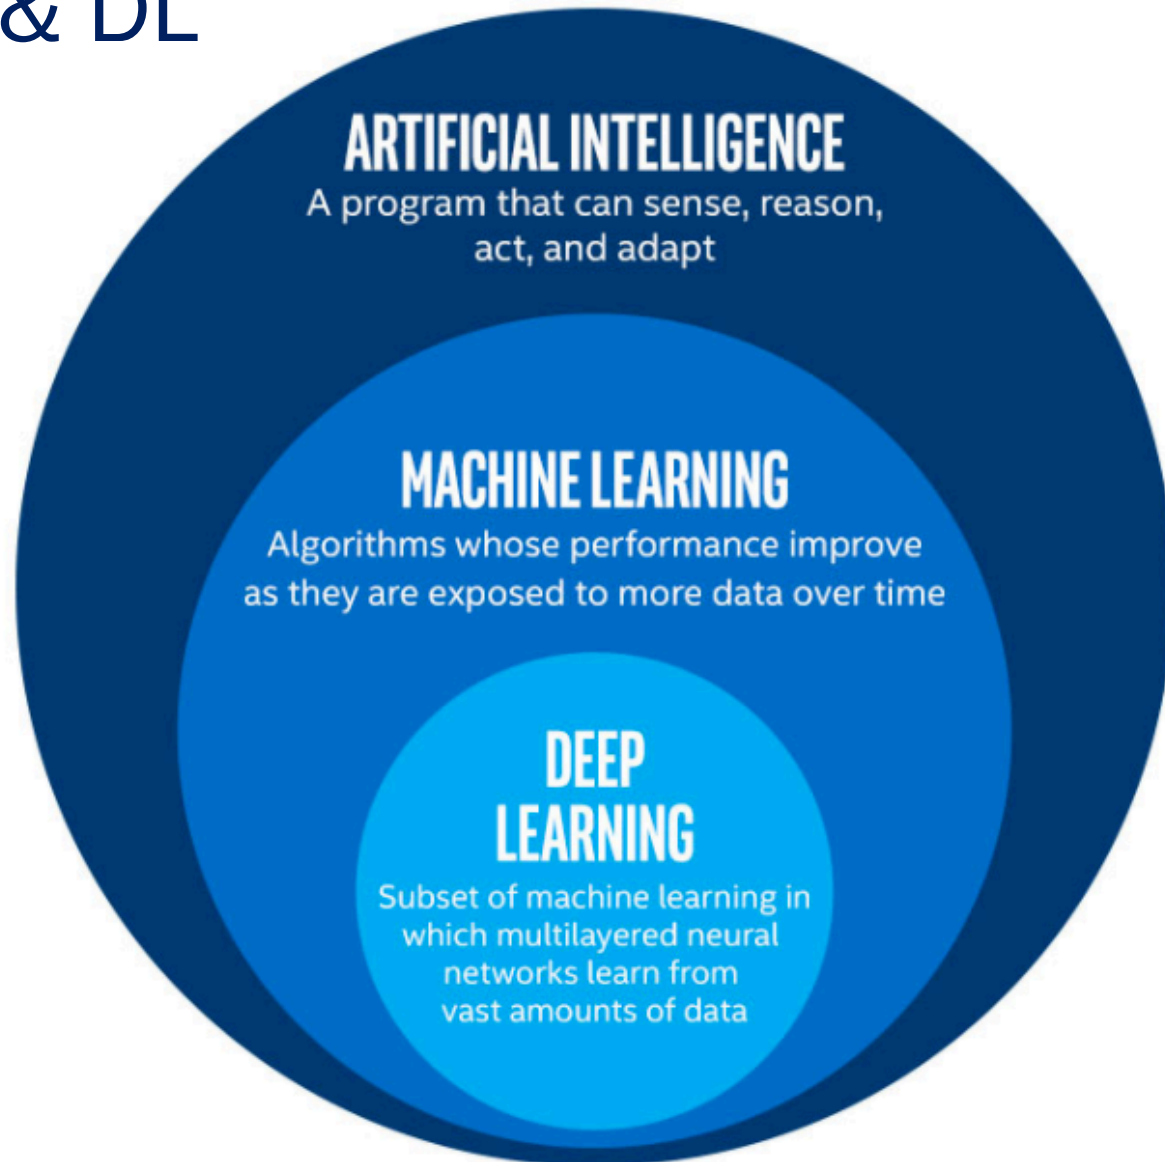 & DL
ARTIFICIAL INTELLIGENCE
A program that can sense, reason,
act, and adapt
MACHINE LEARNING
Algorithms whose performance improve
as they are exposed to more data over time
DEEP
LEARNING
Subset of machine learning in
which multilayered neural
networks learn from
vast amounts of data